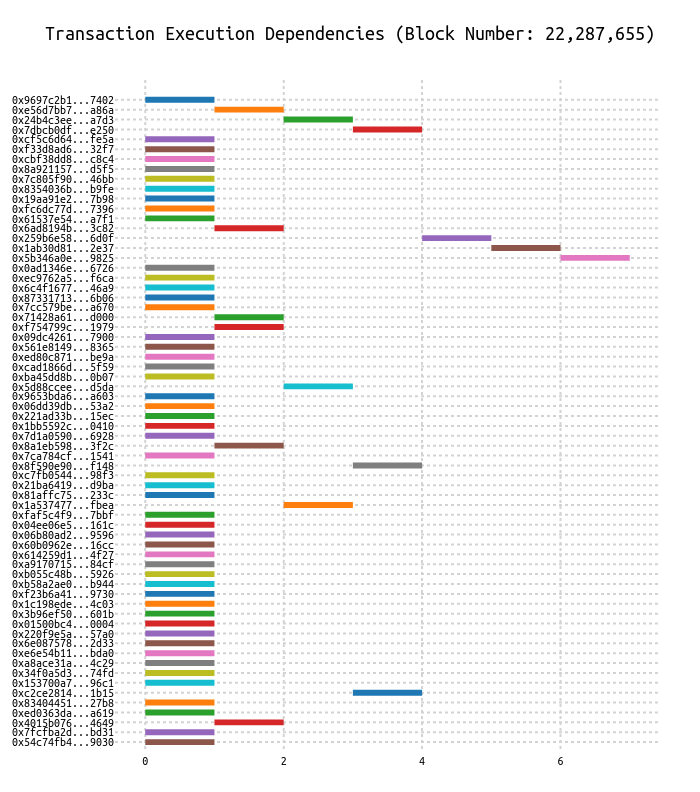 Transaction Execution Dependencies (Block Number: 22,287,655)
0x9697c2b1...7402
0xe56d7bb7...a86a
0x24b4c3ee...a7d3
0x7dbcb0df...e250
0xcf5c6d64...fe5a
0xf33d8ad6...32f7
0xcbf38dd8...c8c4
0x8a921157...d5f5
0x7c805f90...46bb
0x8354036b...b9fe
0x19aa91e2...7b98
0xfc6dc77d...7396
0x61537e54...a7f1
0x6ad8194b...3c82
0x259b6e58...6d0f
0x1ab30d81...2e37
0x5b346a0e...9825
0x0ad1346e...6726
0xec9762a5...f6ca
0x6c4f1677...46a9
0x87331713...6b06
0x7cc579be...a670
0x71428a61...d000
0xf754799c...1979
0x09dc4261...7900
0x561e8149...8365
0xed80c871...be9a
0xcad1866d...5f59
0xba45dd8b...0b07
0x5d88ccee...d5da
0x9653bda6...a603
0x06dd39db...53a2
0x221ad33b...15ec
0x1bb5592c...0410
0x7d1a0590...6928
0x8a1eb598...3f2c
0x7ca784cf...1541
0x8f590e90...f148
0xc7fb0544...98f3
0x21ba6419...d9ba
0x81affc75...233c
0x1a537477...fbea
0xfaf5c4f9...7bbf
0x04ee06e5...161c
0x06b80ad2...9596
0x60b0962e...16cc
0x614259d1...4f27
0xa9170715...84cf
0xb055c48b...5926
0xb58a2ae0...b944
0xf23b6a41...9730
0x1c198ede...4c03
0x3b96ef50...601b
0x01500bc4...0004
0x220f9e5a...57a0
0x6e087578...2d33
0xe6e54b11...bda0
0xa8ace31a...4c29
0x34f0a5d3...74fd
0x153700a7...96c1
0xc2ce2814...1b15
0x83404451...27b8
0xed0363da...a619
0x4015b076...4649
0x7fcfba2d...bd31
0x54c74fb4...9030
0 2 4 6